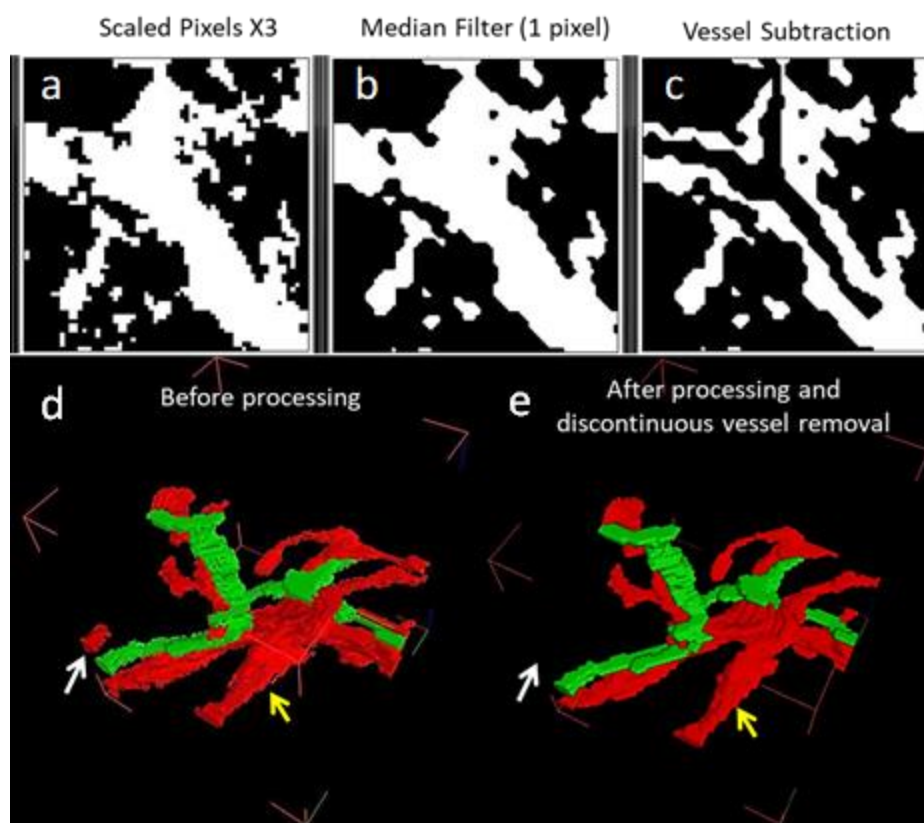 Scaled Pixels X3
Median Filter (1 pixel)
Vessel Subtraction
a
b
c
d
Before processing
e
After processing and
discontinuous vessel removal